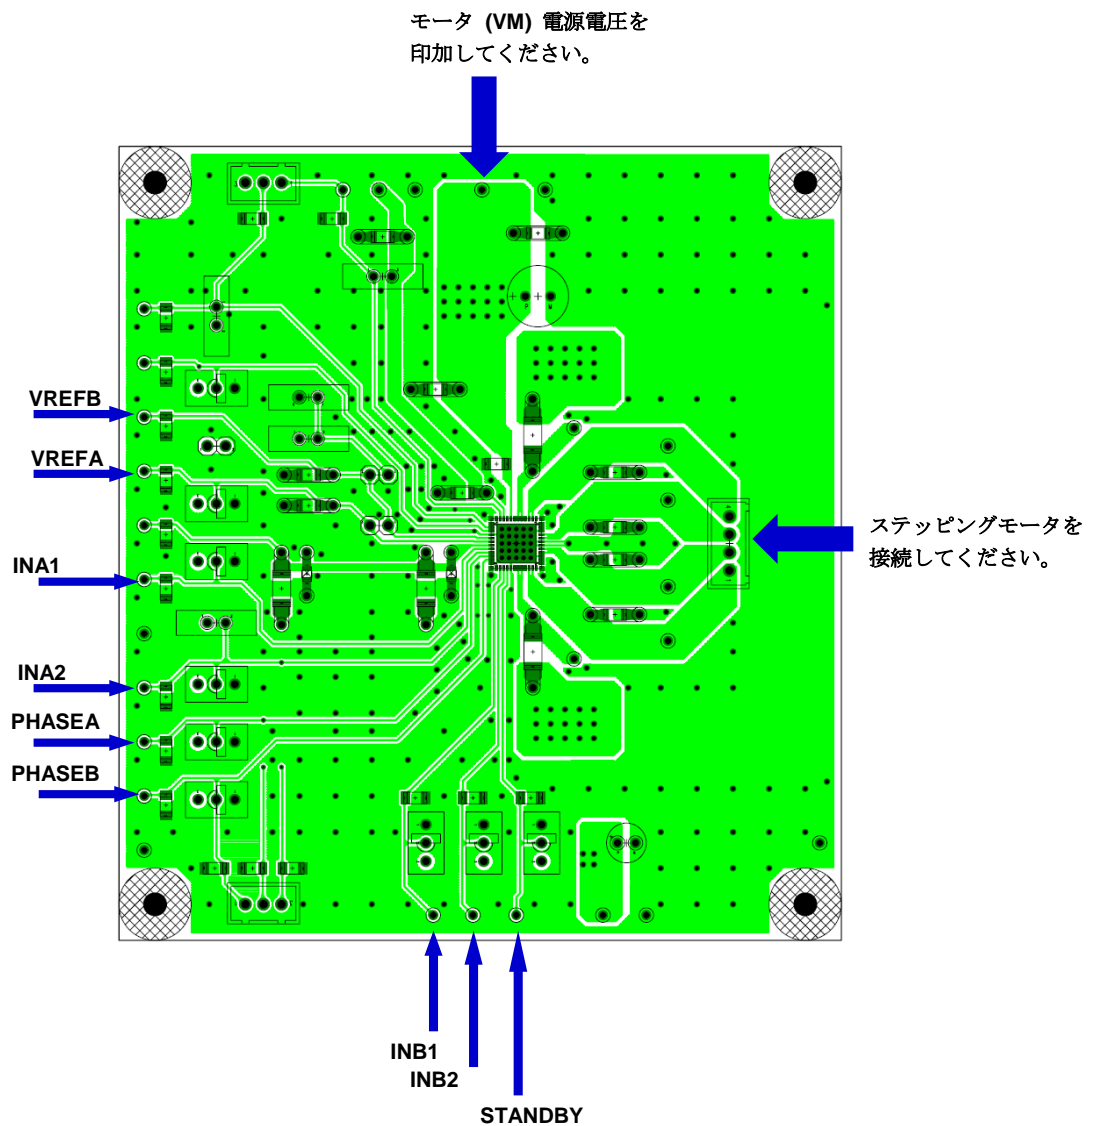 モータ (VM) 電源電圧を
印加してください。
VREFB
VREFA
ステッピングモータを
接続してください。
INA1
INA2
PHASEA
PHASEB
INB1
INB2
STANDBY